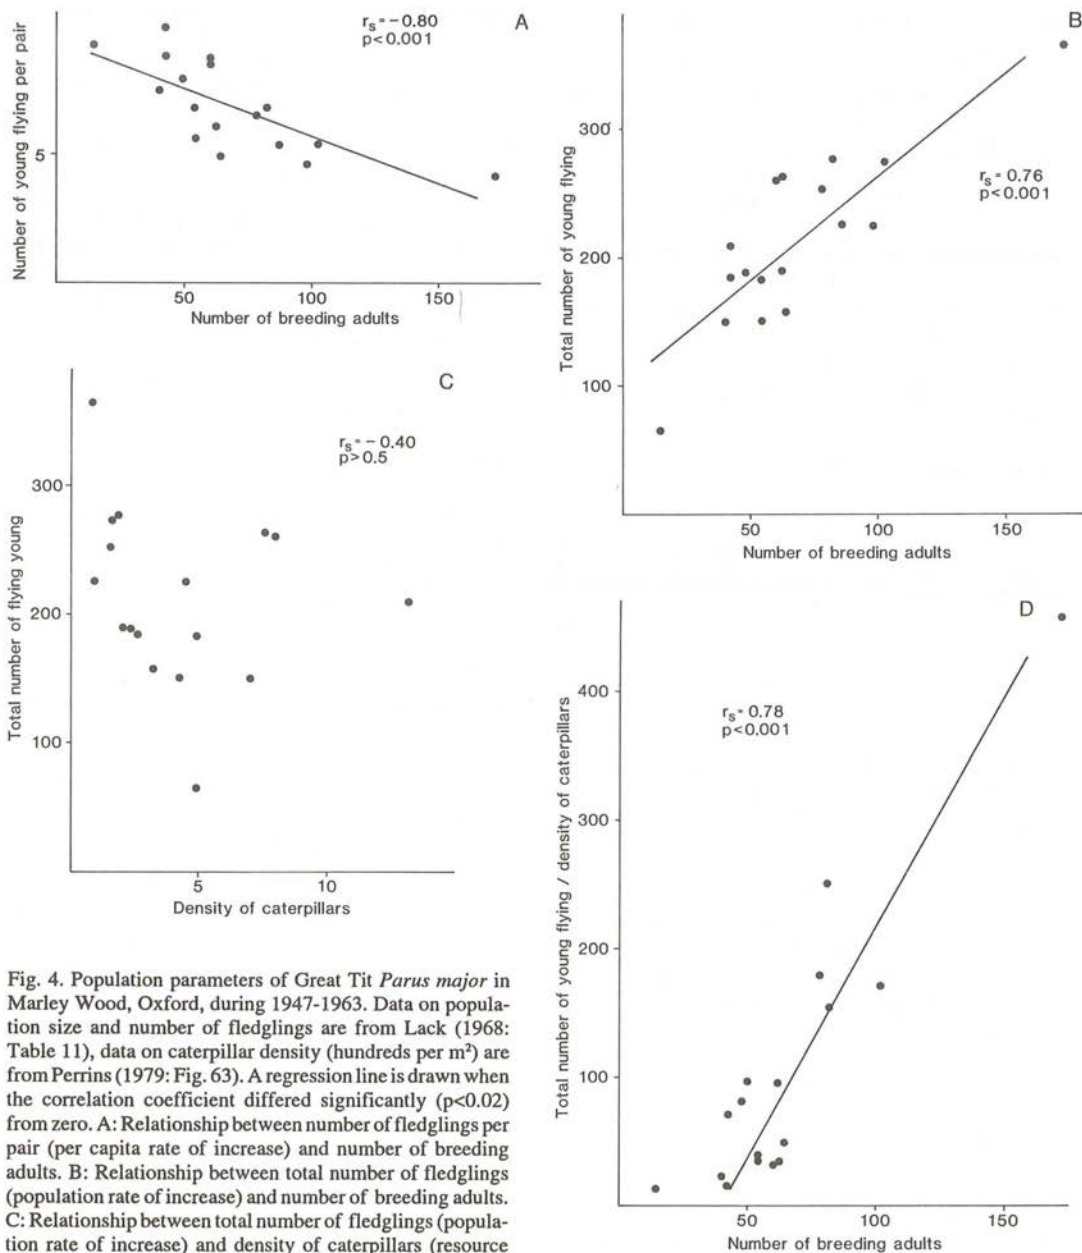 A
rs=-0.80
p<0.001
Number of young flying per pair
5
50 100 150
Number of breeding adults
B
rs=0.76
p<0.001
Total number of young flying
300
200
100
50 100 150
Number of breeding adults
C
rs=-0.40
p>0.5
Total number of flying young
300
200
100
5 10
Density of caterpillars
D
rs=0.78
p<0.001
Total number of young flying / density of caterpillars
400
300
200
100
50 100 150
Number of breeding adults
Fig. 4. Population parameters of Great Tit Parus major in
Marley Wood, Oxford, during 1947-1963. Data on popula-
tion size and number of fledglings are from Lack (1968:
Table 11), data on caterpillar density (hundreds per m²) are
from Perrins (1979: Fig. 63). A regression line is drawn when
the correlation coefficient differed significantly (p<0.02)
from zero. A: Relationship between number of fledglings per
pair (per capita rate of increase) and number of breeding
adults. B: Relationship between total number of fledglings
(population rate of increase) and number of breeding adults.
C: Relationship between total number of fledglings (popula-
tion rate of increase) and density of caterpillars (resource